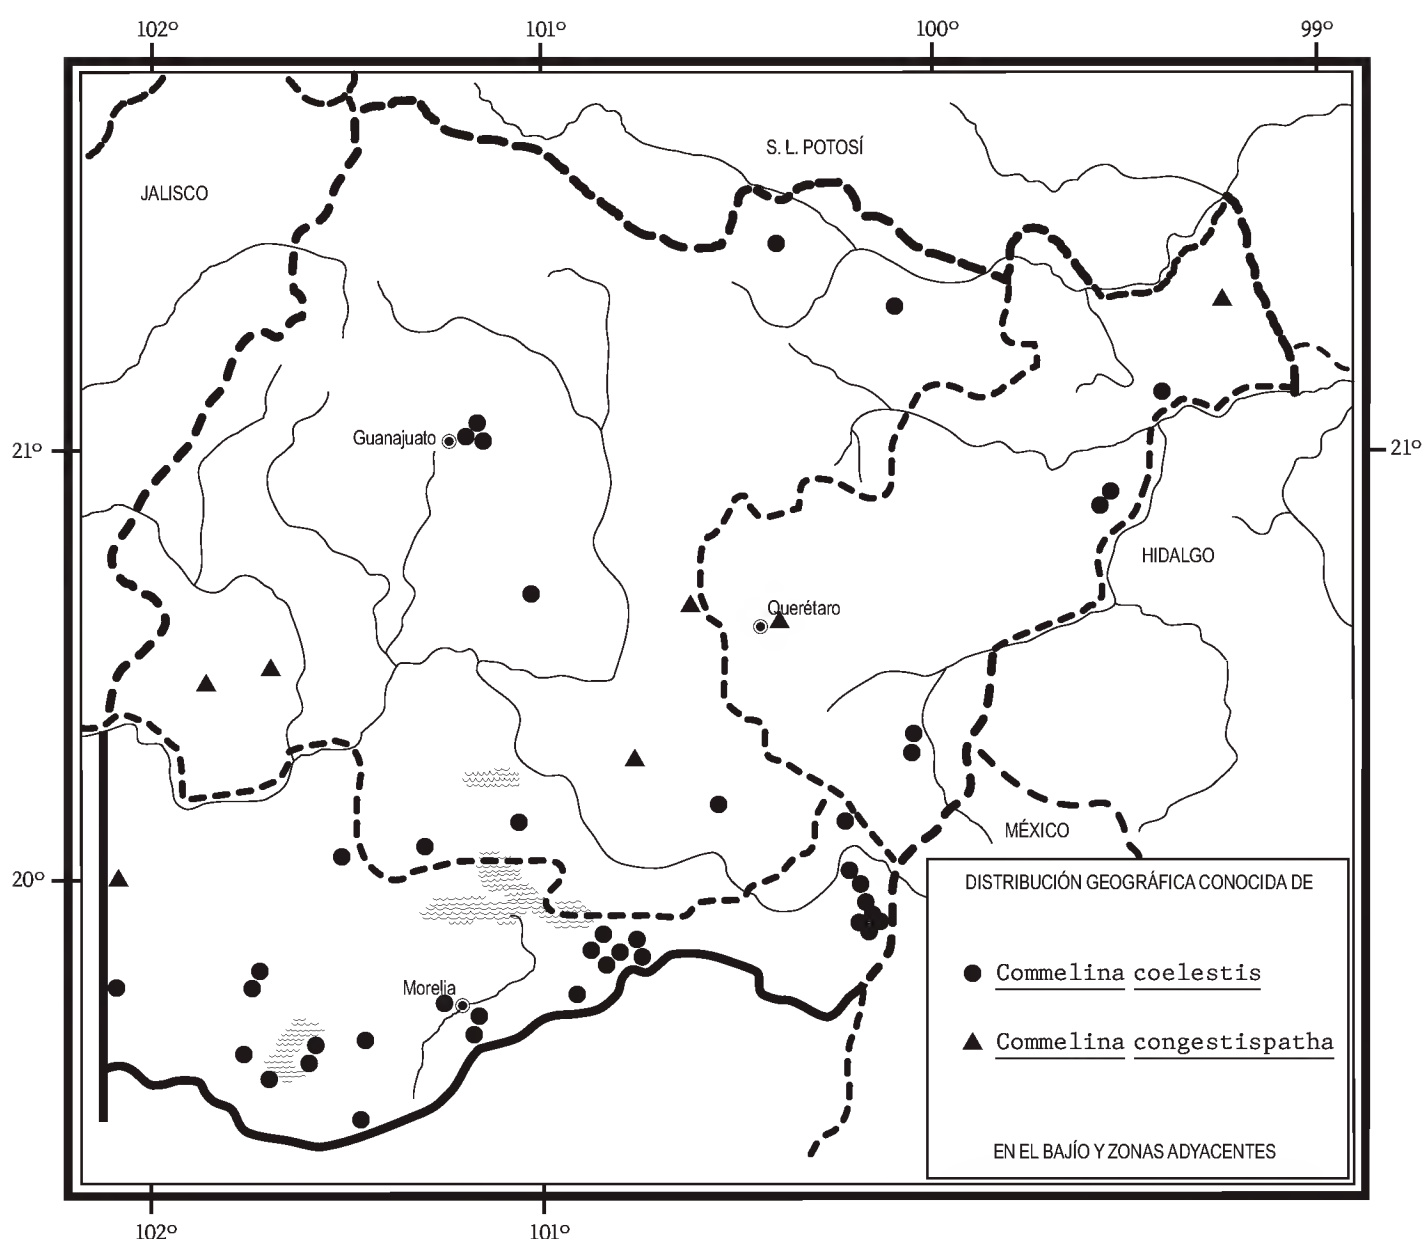 102º 101º 100º 99º
S. L. POTOSÍ
JALISCO
Guanajuato
21º 21º
HIDALGO
Querétaro
MÉXICO
20º
DISTRIBUCIÓN GEOGRÁFICA CONOCIDA DE
Commelina coelestis
Morelia
Commelina congestispatha
EN EL BAJÍO Y ZONAS ADYACENTES
102º 101º